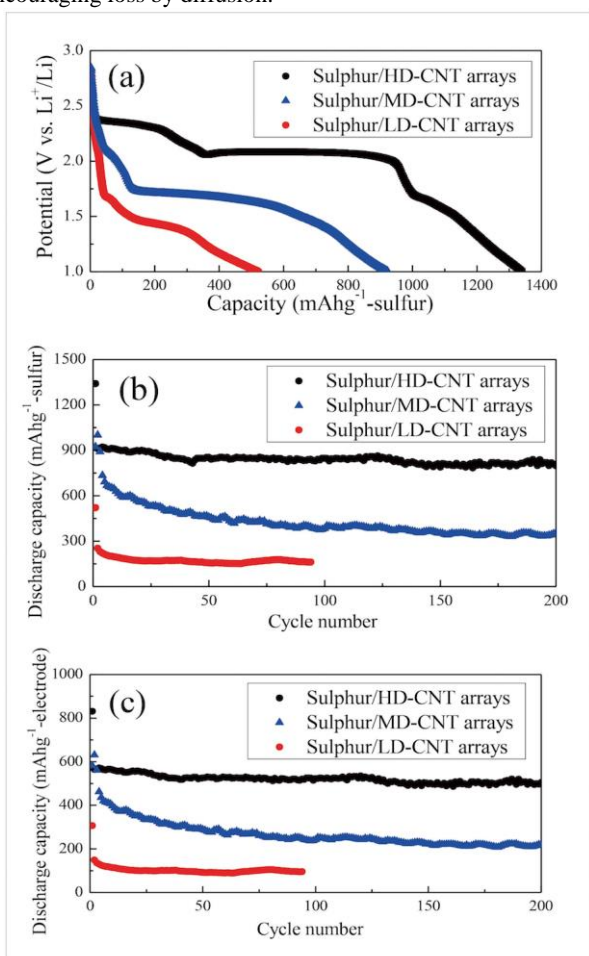 couraging loss by diffusion.
(a)
Sulphur/HD-CNT arrays
Sulphur/MD-CNT arrays
Sulphur/LD-CNT arrays
Potential (V vs. Li⁺/Li)
3.0
2.5
2.0
1.5
1.0
0 200 400 600 800 1000 1200 1400
Capacity (mAhg⁻¹-sulfur)
(b)
Sulphur/HD-CNT arrays
Sulphur/MD-CNT arrays
Sulphur/LD-CNT arrays
Discharge capacity (mAhg⁻¹-sulfur)
1500
1200
900
600
300
0
0 50 100 150 200
Cycle number
(c)
Sulphur/HD-CNT arrays
Sulphur/MD-CNT arrays
Sulphur/LD-CNT arrays
Discharge capacity (mAhg⁻¹-electrode)
1000
800
600
400
200
0
0 50 100 150 200
Cycle number